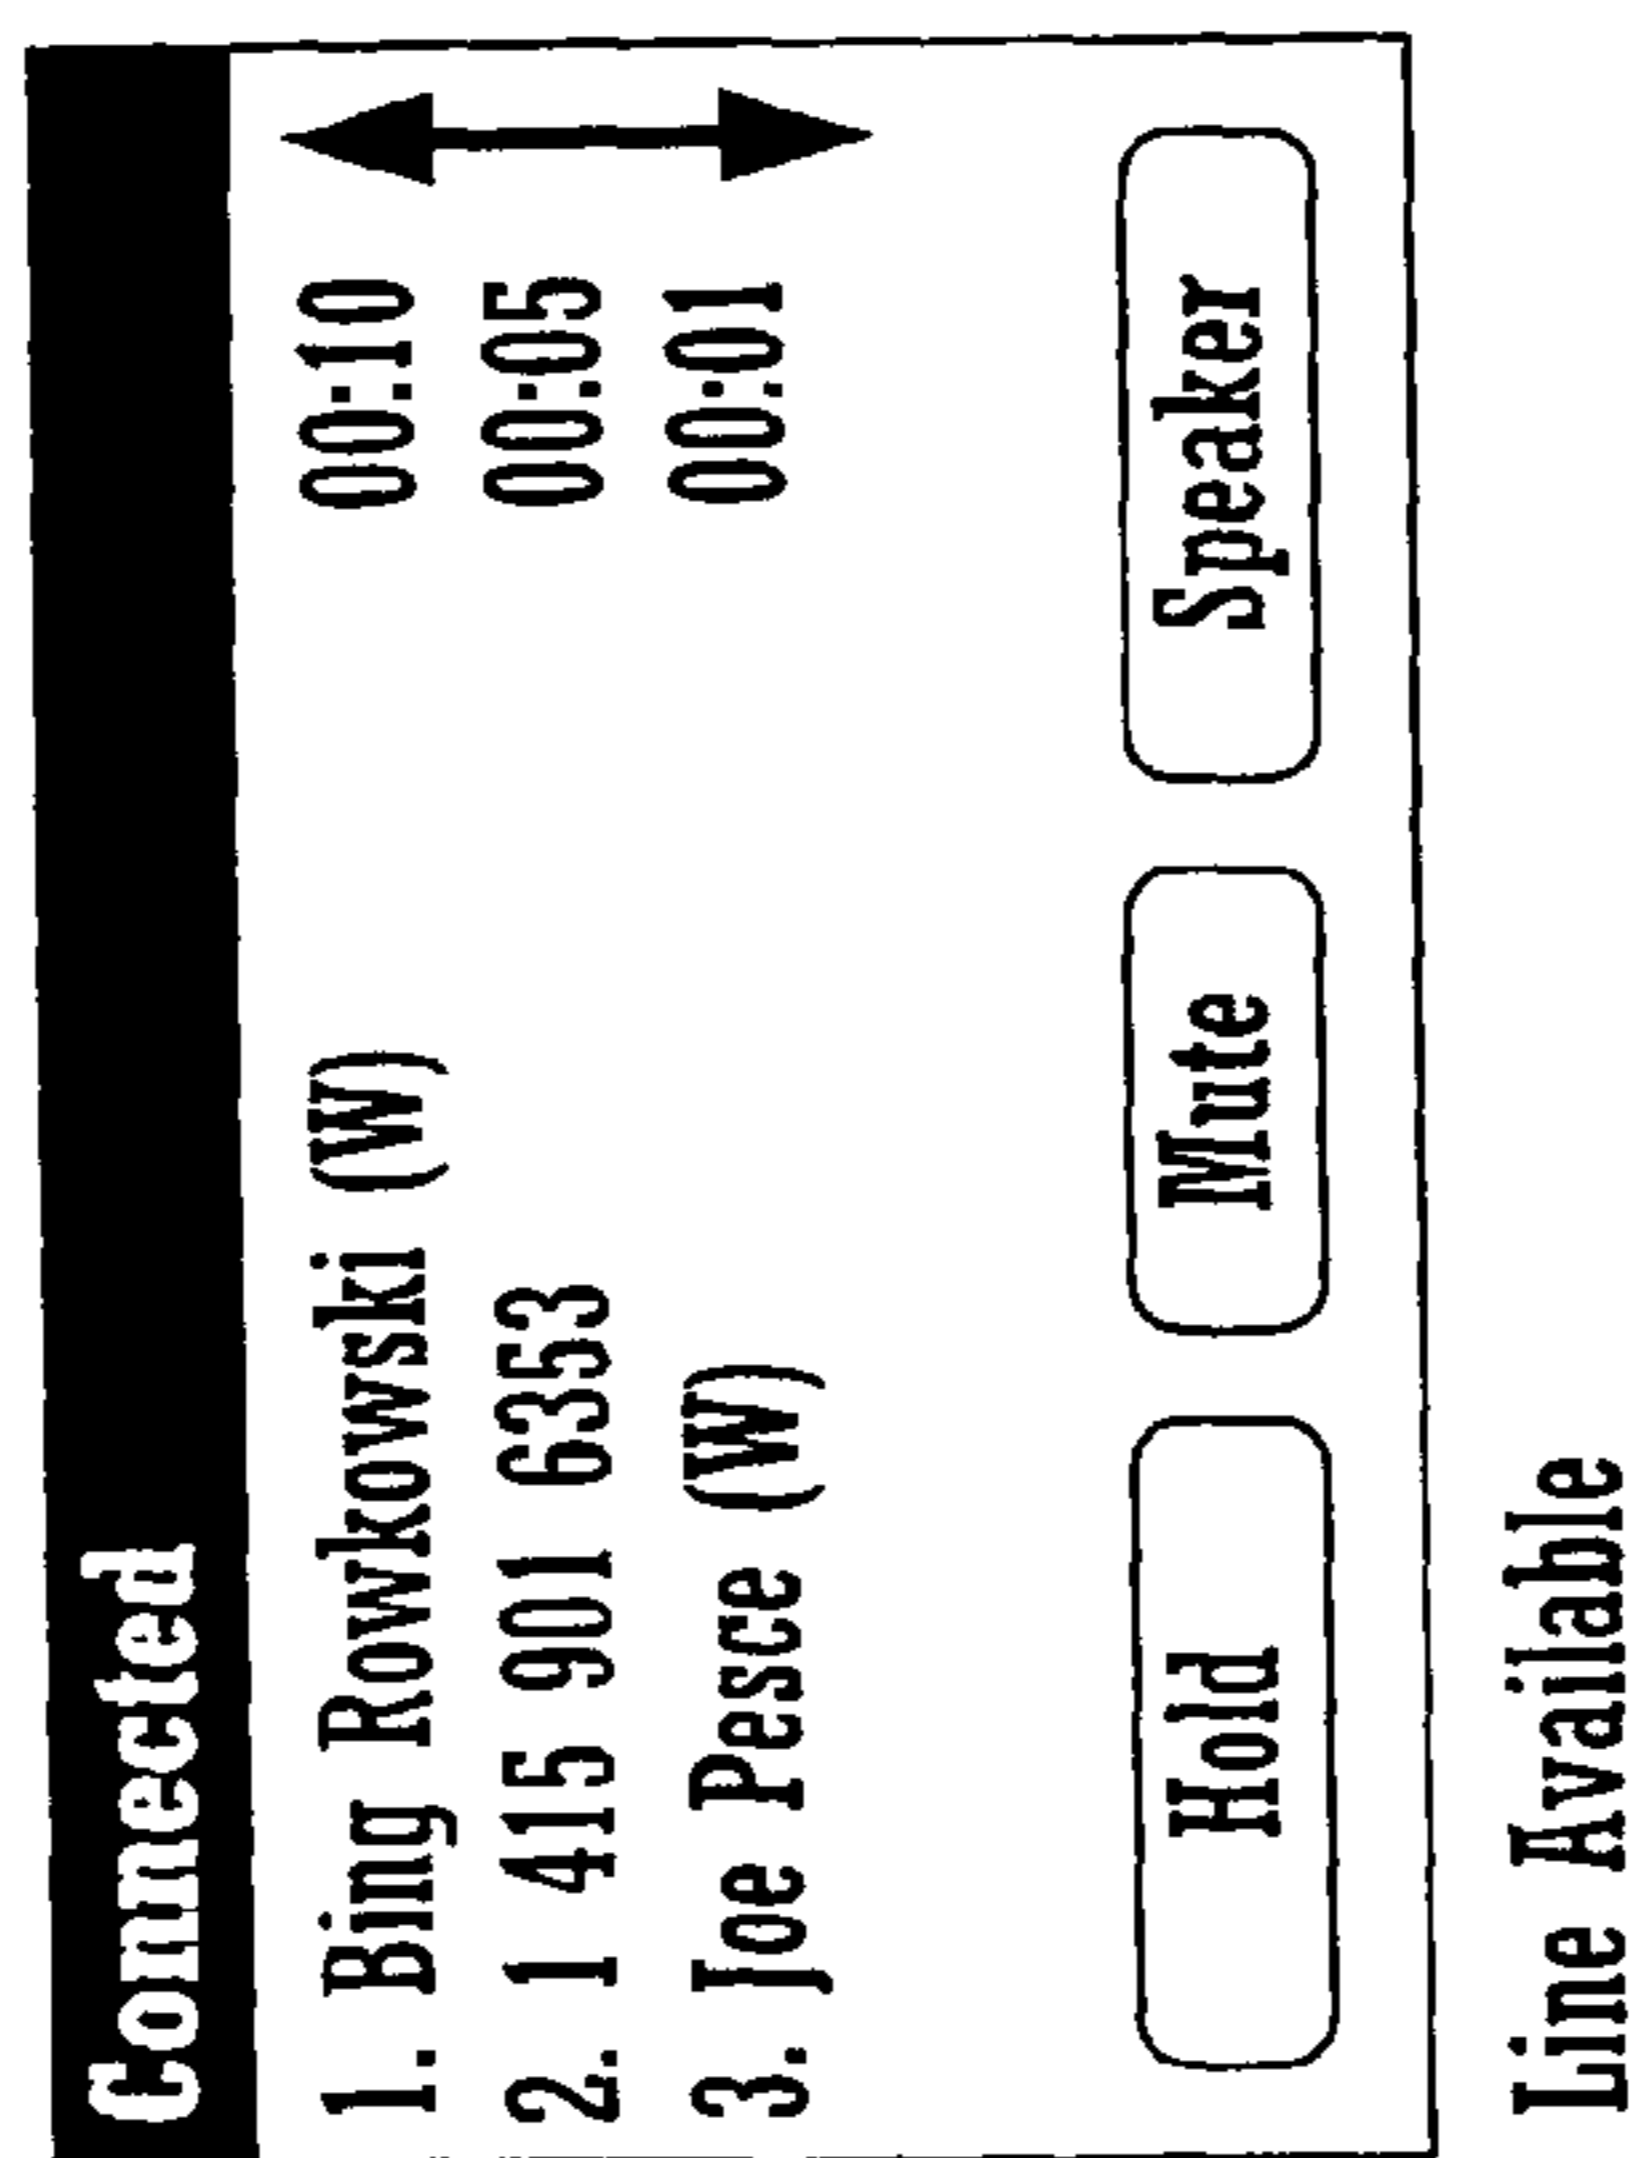 Connected
1. Bing Rowkowski (W) 00:10
2. 1 415 901 6353 00:05
3. Joe Pesce (W) 00:01
Hold Mute Speaker
Line Available